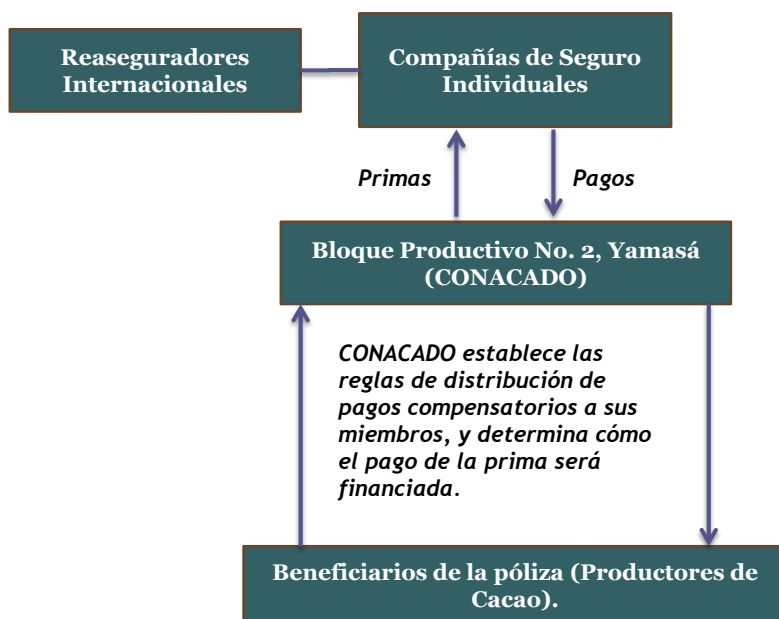 Reaseguradores
Internacionales
Compañías de Seguro
Individuales
Primas
Pagos
Bloque Productivo No. 2, Yamasá
(CONACADO)
CONACADO establece las
reglas de distribución de
pagos compensatorios a sus
miembros, y determina cómo
el pago de la prima será
financiada.
Beneficiarios de la póliza (Productores de
Cacao).